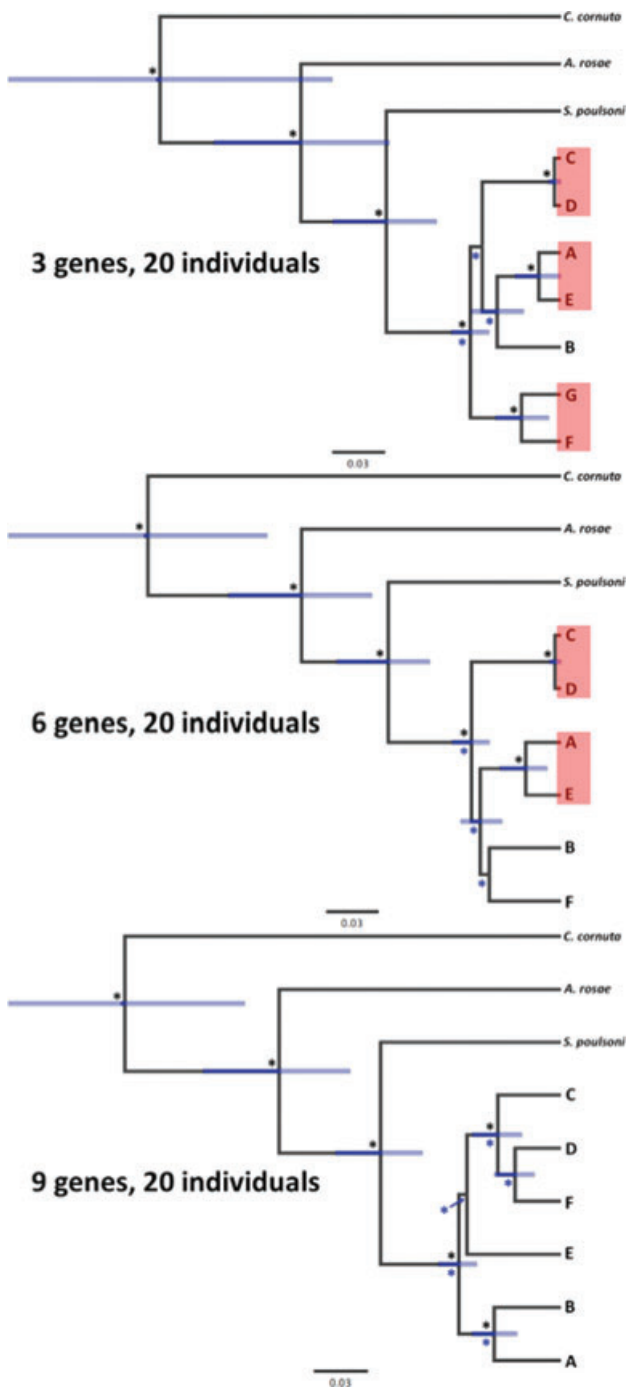 C. cornuta
A. rosae
S. poulsoni
C
D
A
E
B
G
F
3 genes, 20 individuals
0.03
C. cornuta
A. rosae
S. poulsoni
C
D
A
E
B
F
6 genes, 20 individuals
0.03
C. cornuta
A. rosae
S. poulsoni
C
D
F
E
B
A
9 genes, 20 individuals
0.03